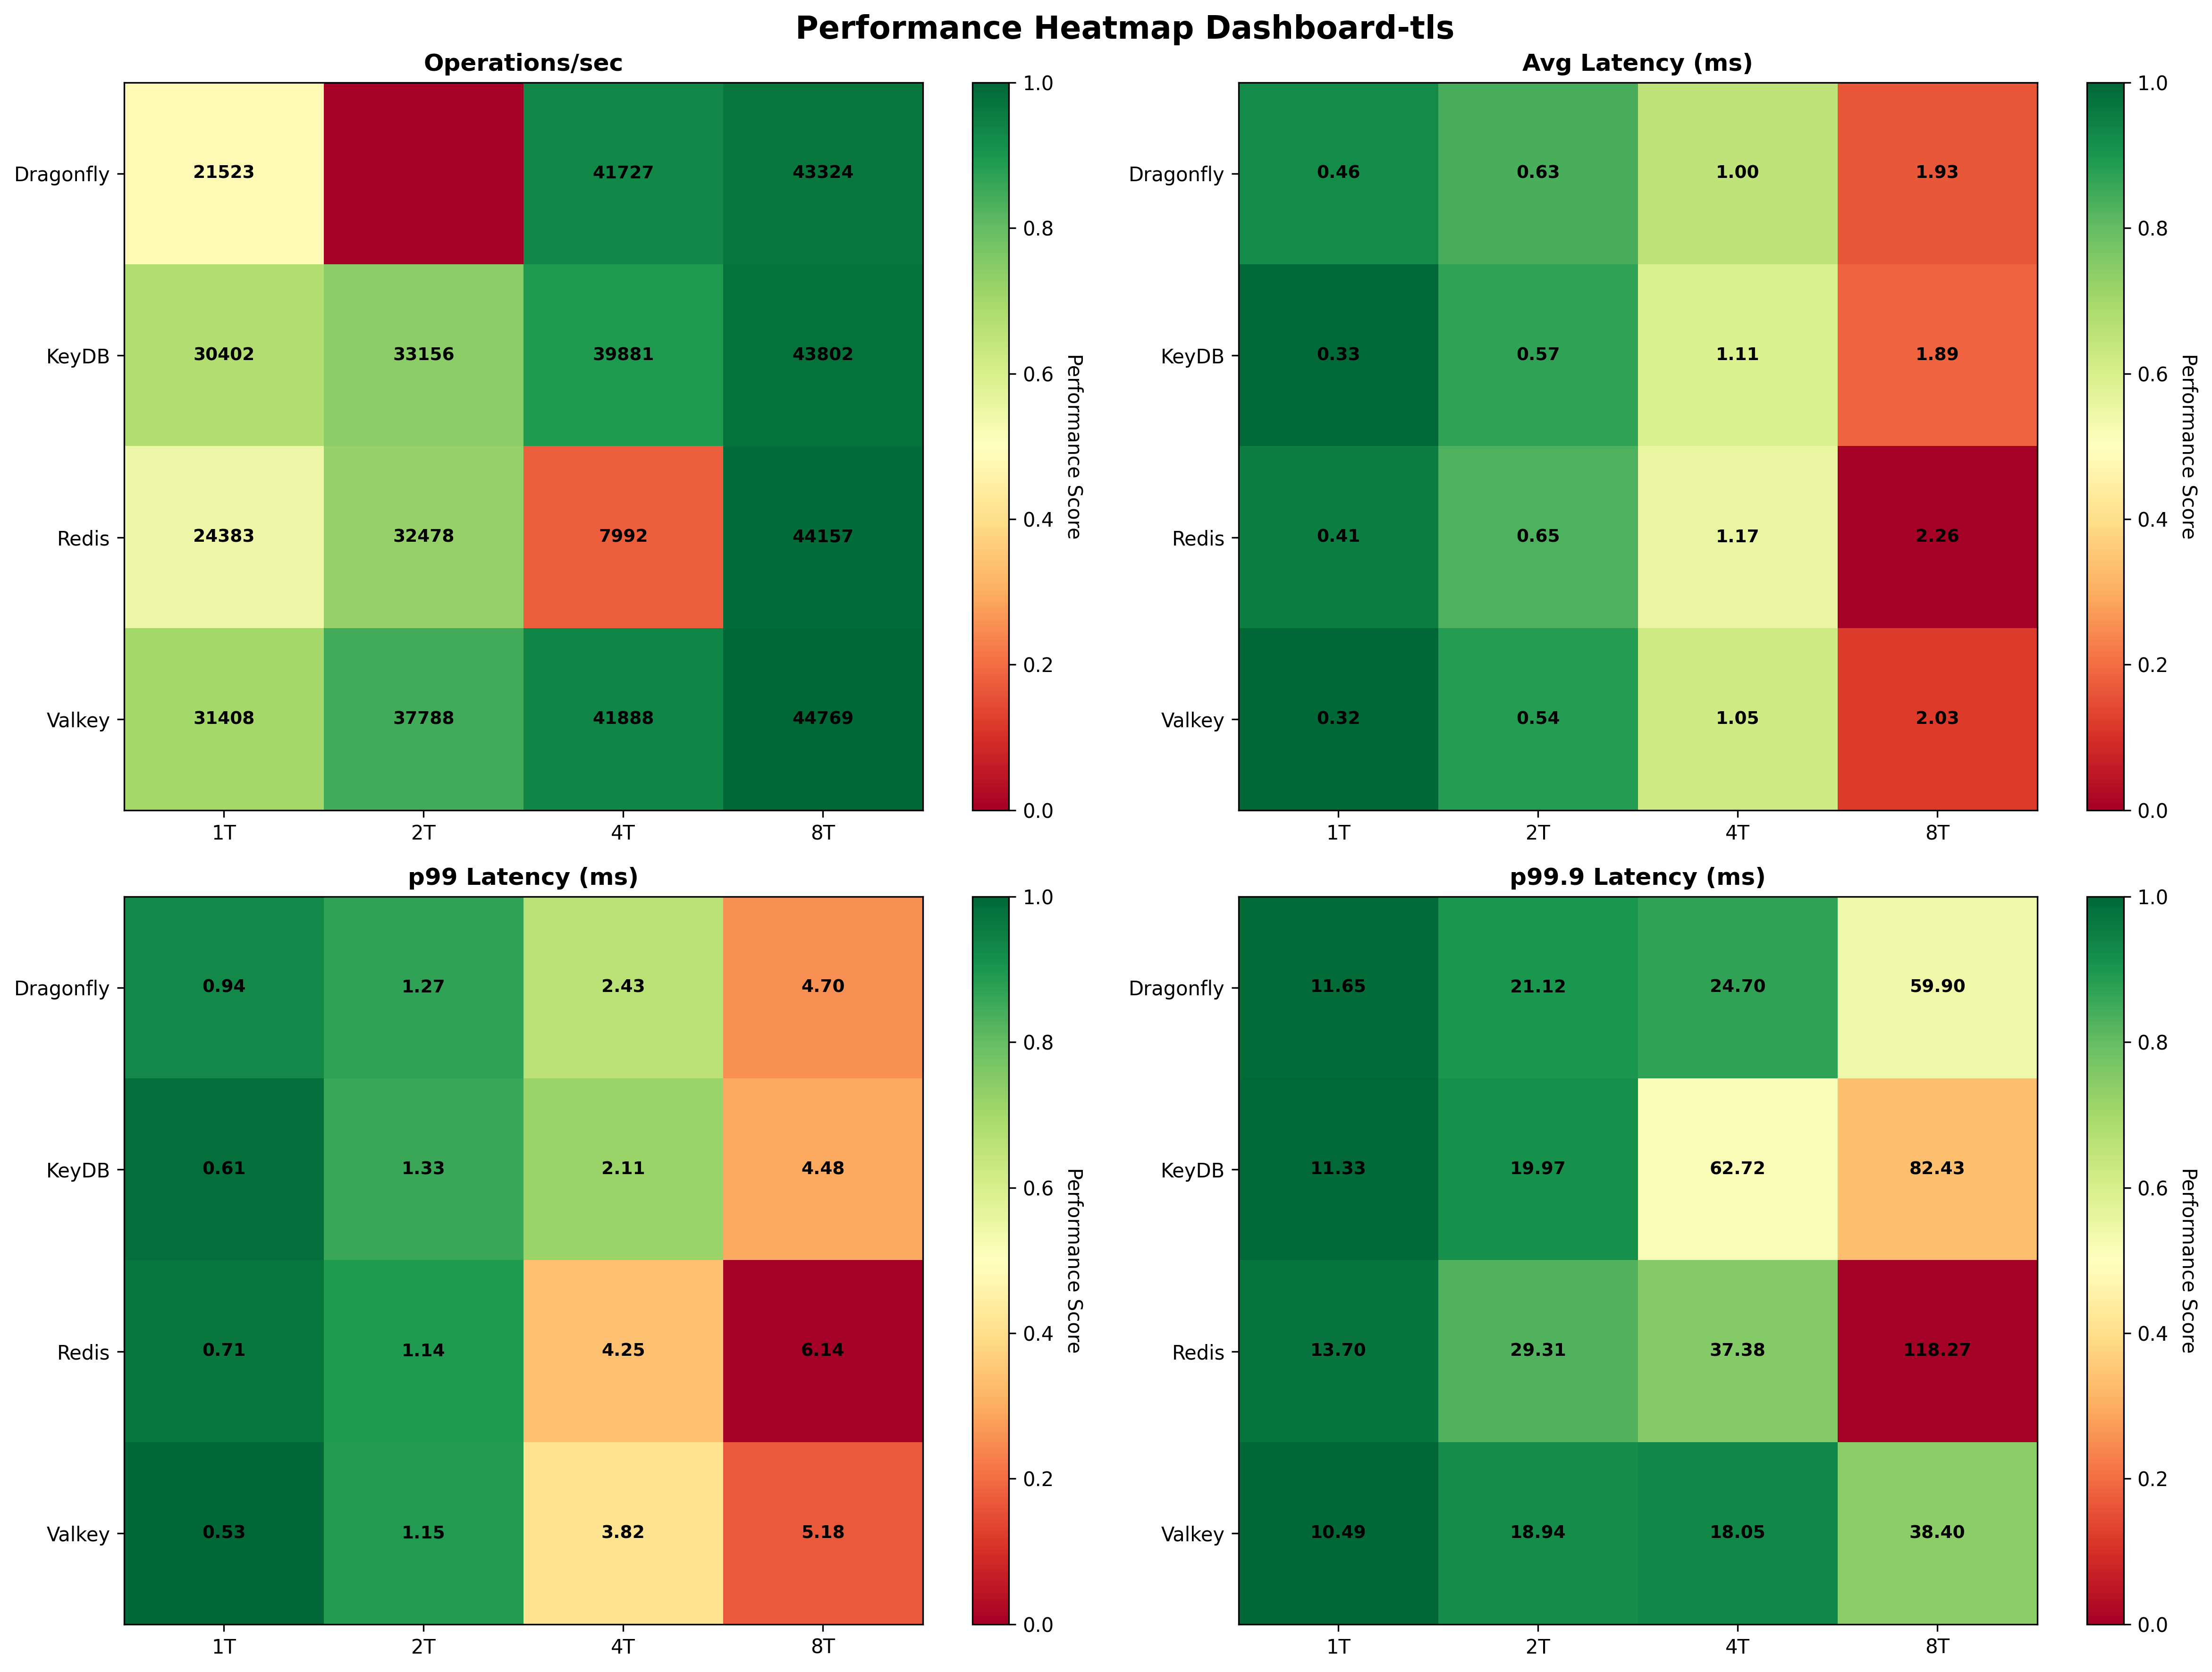 Performance Heatmap Dashboard-tls
Operations/sec
Dragonfly 21523 41727 43324
KeyDB 30402 33156 39881 43802
Redis 24383 32478 7992 44157
Valkey 31408 37788 41888 44769
1T 2T 4T 8T
1.0
0.8
0.6
0.4
0.2
0.0
Performance Score
Avg Latency (ms)
Dragonfly 0.46 0.63 1.00 1.93
KeyDB 0.33 0.57 1.11 1.89
Redis 0.41 0.65 1.17 2.26
Valkey 0.32 0.54 1.05 2.03
1T 2T 4T 8T
1.0
0.8
0.6
0.4
0.2
0.0
Performance Score
p99 Latency (ms)
Dragonfly 0.94 1.27 2.43 4.70
KeyDB 0.61 1.33 2.11 4.48
Redis 0.71 1.14 4.25 6.14
Valkey 0.53 1.15 3.82 5.18
1T 2T 4T 8T
1.0
0.8
0.6
0.4
0.2
0.0
Performance Score
p99.9 Latency (ms)
Dragonfly 11.65 21.12 24.70 59.90
KeyDB 11.33 19.97 62.72 82.43
Redis 13.70 29.31 37.38 118.27
Valkey 10.49 18.94 18.05 38.40
1T 2T 4T 8T
1.0
0.8
0.6
0.4
0.2
0.0
Performance Score